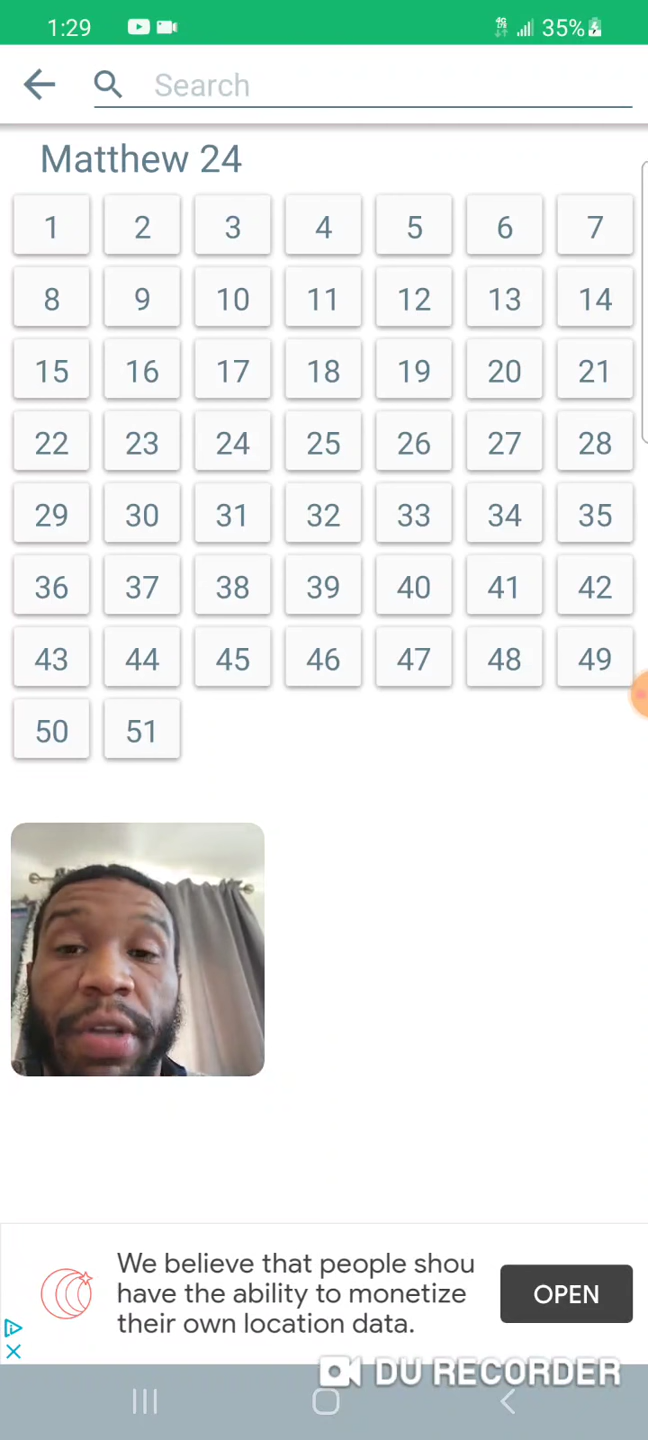 1:29 4G LTE 35%
Search
Matthew 24
1 2 3 4 5 6 7
8 9 10 11 12 13 14
15 16 17 18 19 20 21
22 23 24 25 26 27 28
29 30 31 32 33 34 35
36 37 38 39 40 41 42
43 44 45 46 47 48 49
50 51
We believe that people shou
have the ability to monetize
their own location data.
OPEN
DU RECORDER